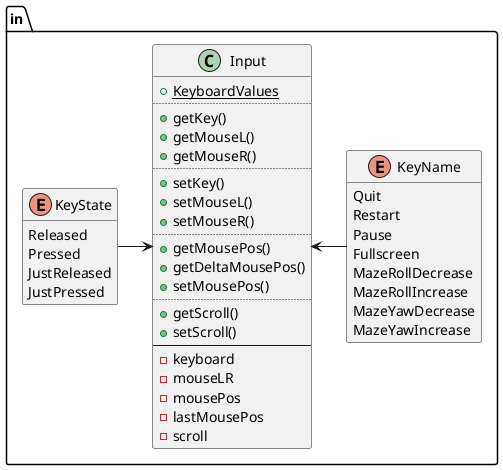 in
E KeyState
Released
Pressed
JustReleased
JustPressed
C Input
KeyboardValues
getKey()
getMouseL()
getMouseR()
setKey()
setMouseL()
setMouseR()
getMousePos()
getDeltaMousePos()
setMousePos()
getScroll()
setScroll()
keyboard
mouseLR
mousePos
lastMousePos
scroll
E KeyName
Quit
Restart
Pause
Fullscreen
MazeRollDecrease
MazeRollIncrease
MazeYawDecrease
MazeYawIncrease